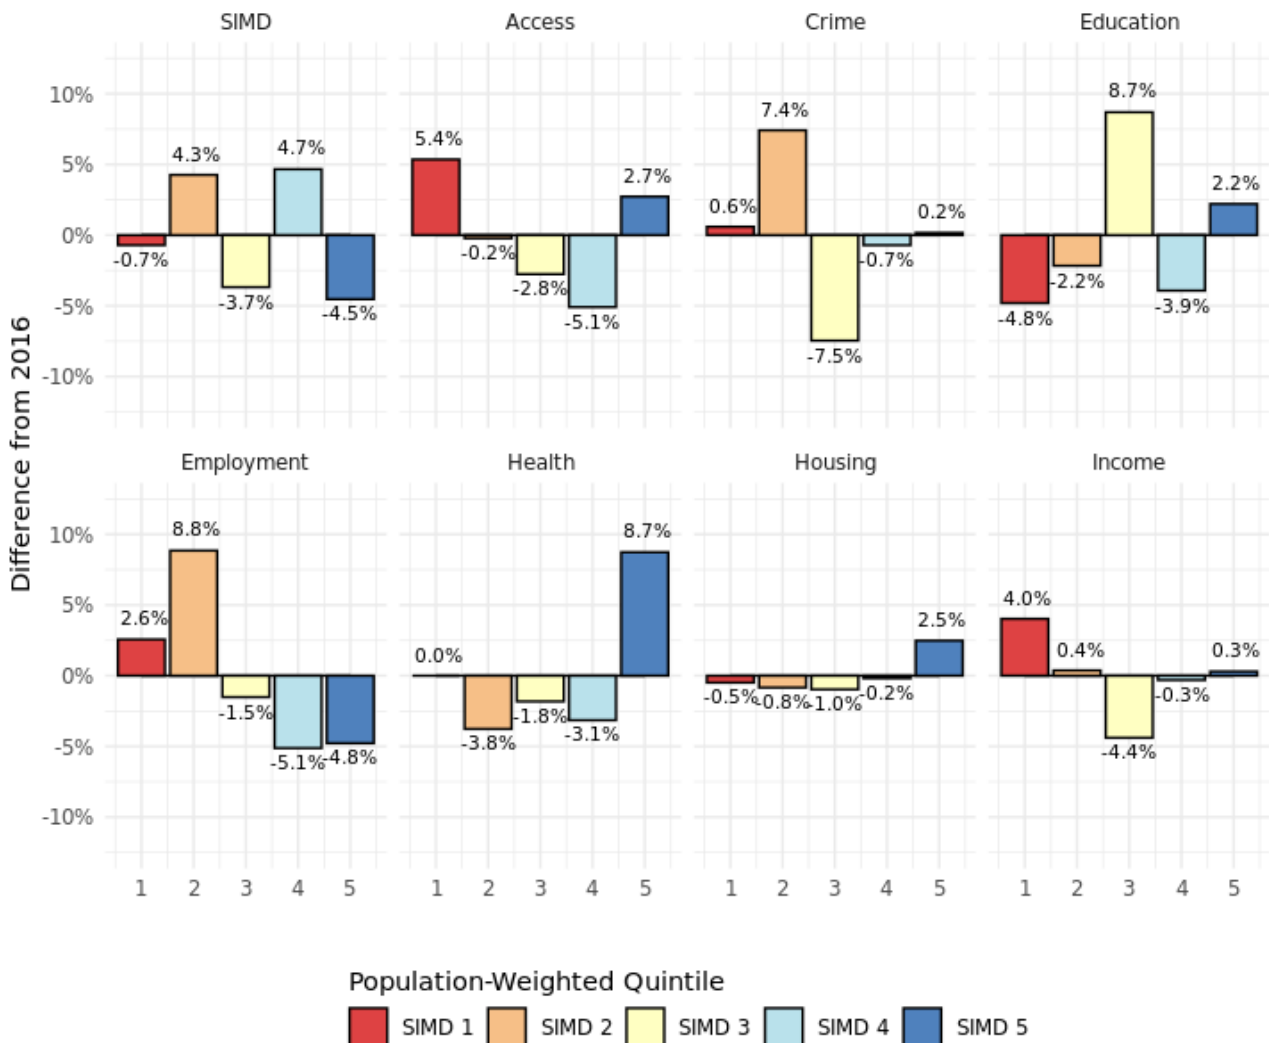 SIMD Access Crime Education
10%
5%
0%
-5%
-10%
-0.7% 4.3% -3.7% 4.7% -4.5%
5.4% -0.2% -2.8% -5.1% 2.7%
0.6% 7.4% -7.5% -0.7% 0.2%
-4.8% -2.2% 8.7% -3.9% 2.2%
Difference from 2016
Employment Health Housing Income
10%
5%
0%
-5%
-10%
2.6% 8.8% -1.5% -5.1% -4.8%
0.0% -3.8% -1.8% -3.1% 8.7%
-0.5% -0.8% -1.0% -0.2% 2.5%
4.0% 0.4% -4.4% -0.3% 0.3%
1 2 3 4 5 1 2 3 4 5 1 2 3 4 5 1 2 3 4 5
Population-Weighted Quintile
SIMD 1 SIMD 2 SIMD 3 SIMD 4 SIMD 5